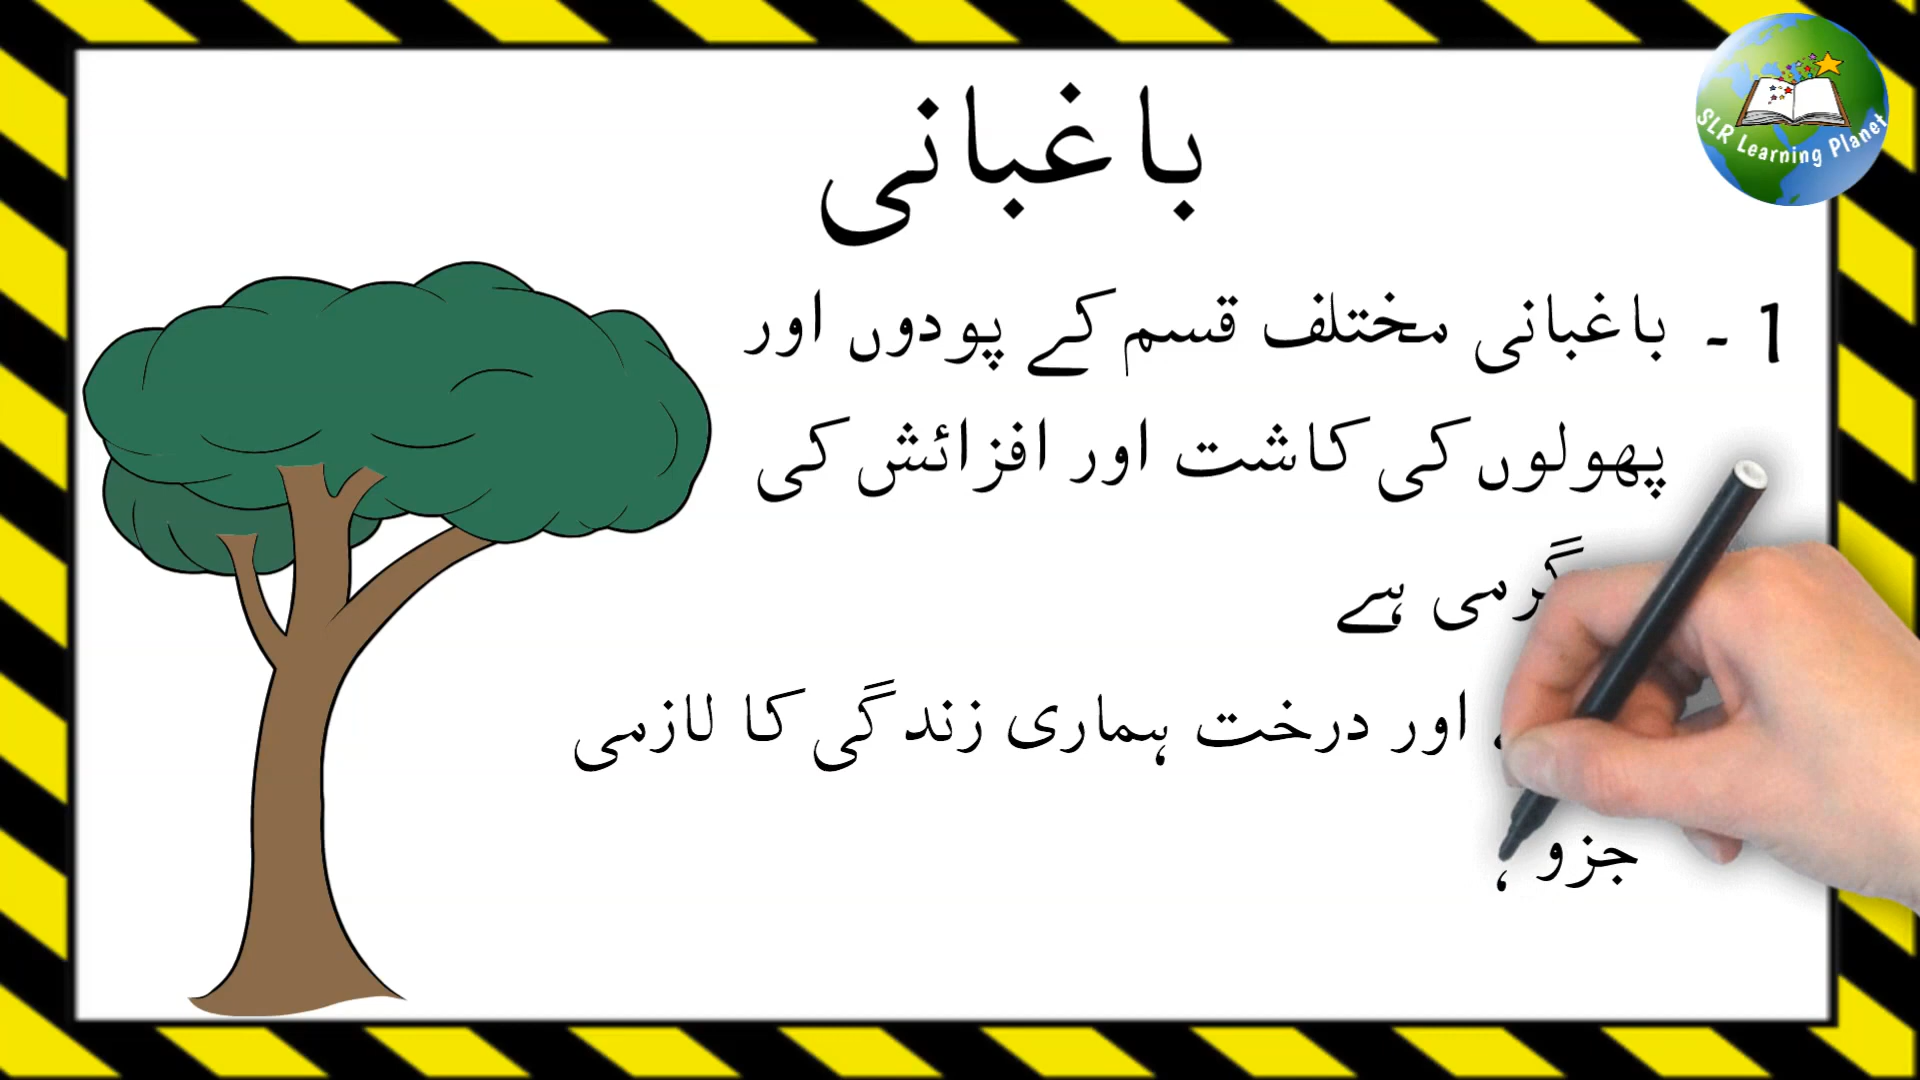 SLR Learning Planet
باغبانی
1 - باغبانی مختلف قسم کے پودوں اور
پھولوں کی کاشت اور افزائش کی
ہے
اور درخت ہماری زندگی کا لازمی
جزو